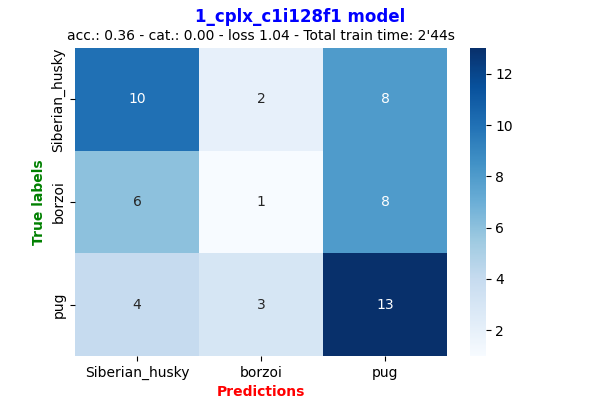 1_cplx_c1i128f1 model
acc.: 0.36 - cat.: 0.00 - loss 1.04 - Total train time: 2'44s
True labels
Siberian_husky
10
2
8
borzoi
6
1
8
pug
4
3
13
Siberian_husky
borzoi
pug
Predictions
12
10
8
6
4
2